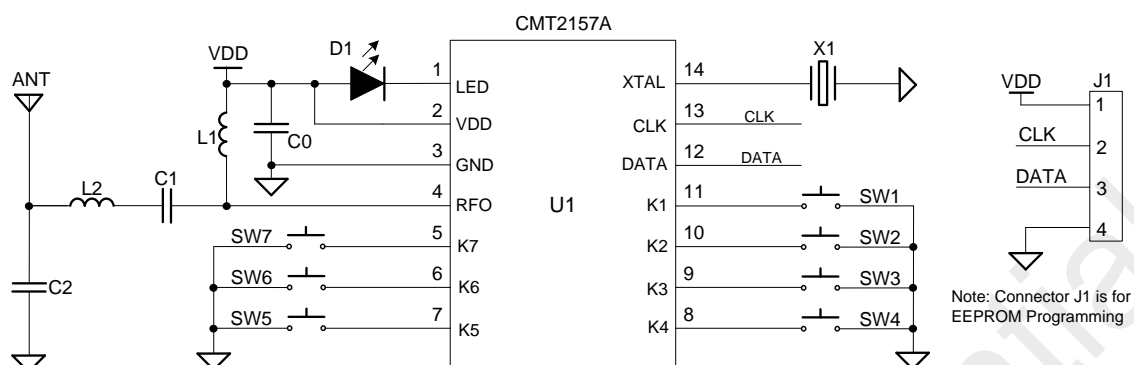 CMT2157A
ANT
VDD
D1
X1
1
LED
14
XTAL
VDD
J1
1
L1
C0
2
VDD
13
CLK
CLK
CLK
2
3
GND
12
DATA
DATA
DATA
3
L2
C1
4
RFO
U1
11
K1
SW1
4
SW7
5
K7
10
K2
SW2
C2
SW6
6
K6
9
K3
SW3
SW5
7
K5
8
K4
SW4
Note: Connector J1 is for
EEPROM Programming